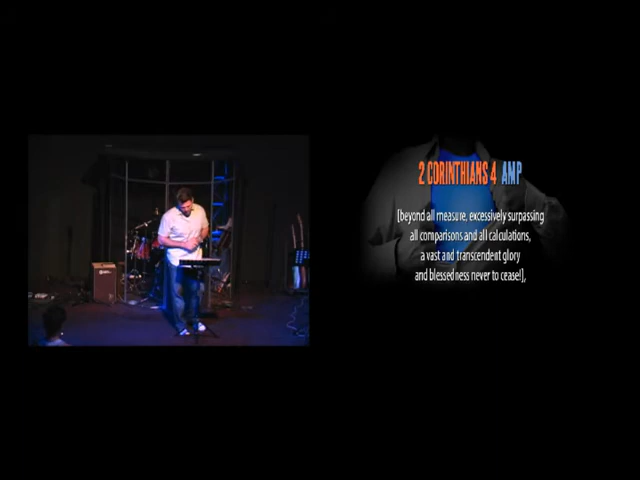 2 CORINTHIANS 4 AMP
[beyond all measure, excessively surpassing
all comparisons and all calculations,
a vast and transcendent glory
and blessedness never to cease!],